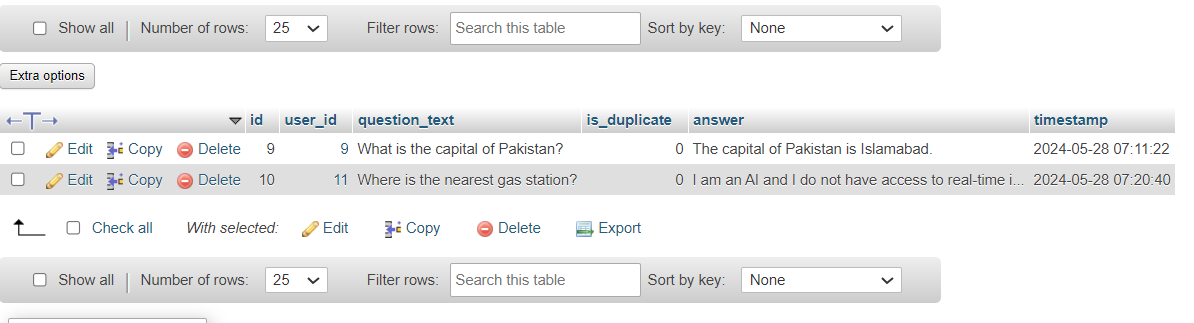 Show all Number of rows: 25 Filter rows: Search this table Sort by key: None
Extra options
id user_id question_text is_duplicate answer timestamp
Edit Copy Delete 9 9 What is the capital of Pakistan? 0 The capital of Pakistan is Islamabad. 2024-05-28 07:11:22
Edit Copy Delete 10 11 Where is the nearest gas station? 0 I am an AI and I do not have access to real-time i... 2024-05-28 07:20:40
Check all With selected: Edit Copy Delete Export
Show all Number of rows: 25 Filter rows: Search this table Sort by key: None